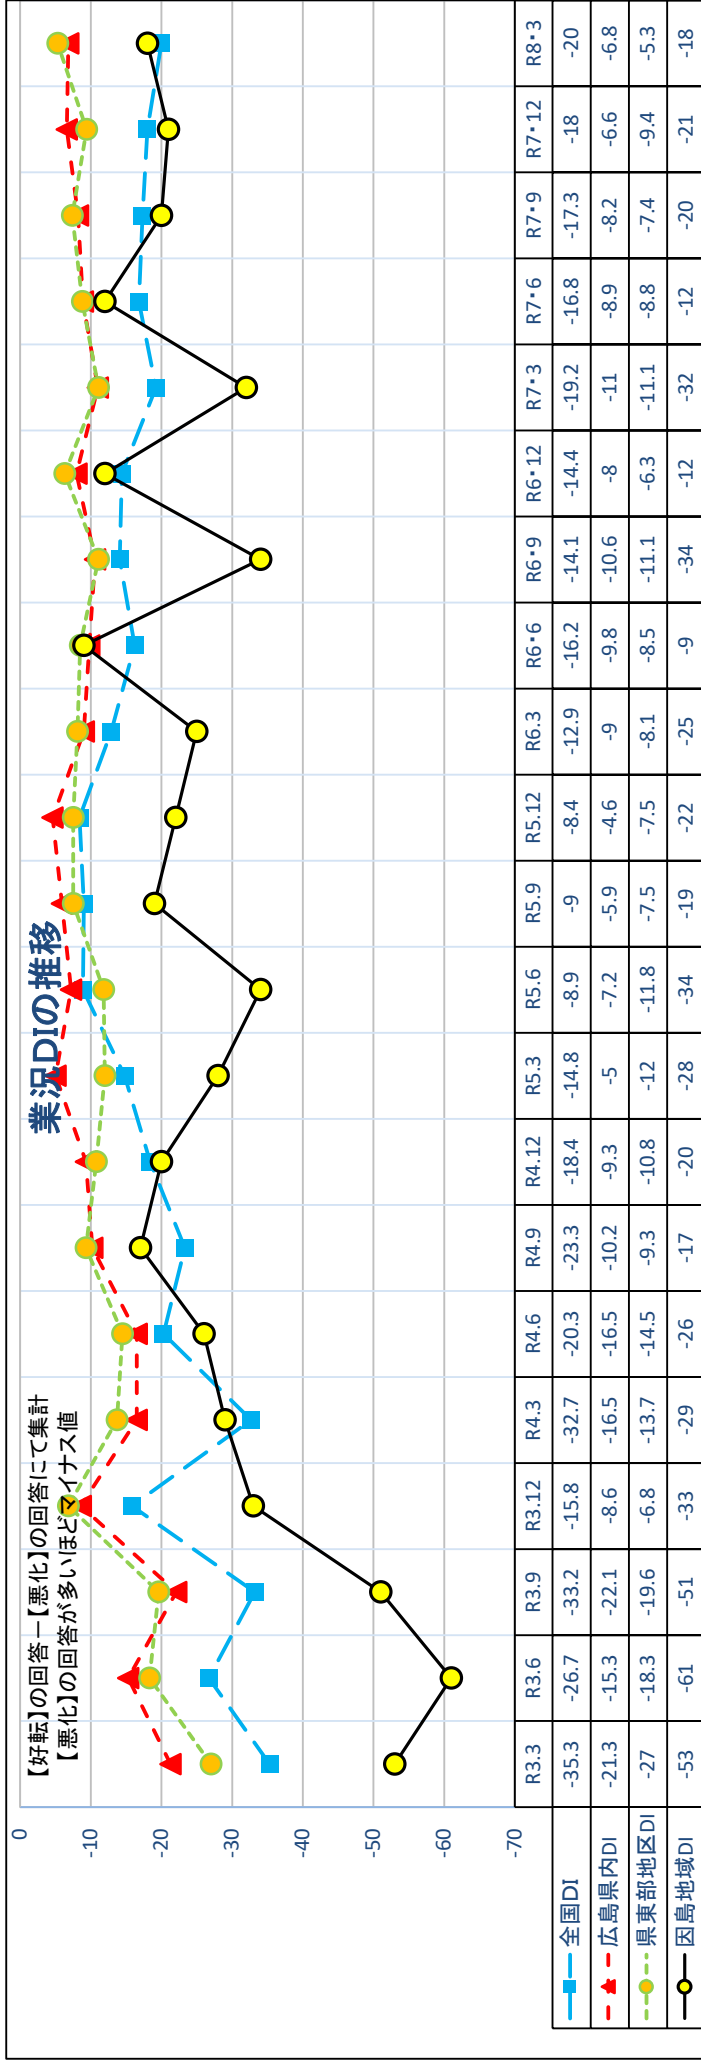 業況DIの推移
【好転】の回答ー【悪化】の回答にて集計
【悪化】の回答が多いほどマイナス値
0
-10
-20
-30
-40
-50
-60
-70
R3.3 R3.6 R3.9 R3.12 R4.3 R4.6 R4.9 R4.12 R5.3 R5.6 R5.9 R5.12 R6.3 R6・6 R6・9 R6・12 R7・3 R7・6 R7・9 R7・12 R8・3
全国DI -35.3 -26.7 -33.2 -15.8 -32.7 -20.3 -23.3 -18.4 -14.8 -8.9 -9 -8.4 -12.9 -16.2 -14.1 -14.4 -19.2 -16.8 -17.3 -18 -20
広島県内DI -21.3 -15.3 -22.1 -8.6 -16.5 -16.5 -10.2 -9.3 -5 -7.2 -5.9 -4.6 -9 -9.8 -10.6 -8 -11 -8.9 -8.2 -6.6 -6.8
県東部地区DI -27 -18.3 -19.6 -6.8 -13.7 -14.5 -9.3 -10.8 -12 -11.8 -7.5 -7.5 -8.1 -8.5 -11.1 -6.3 -11.1 -8.8 -7.4 -9.4 -5.3
因島地域DI -53 -61 -51 -33 -29 -26 -17 -20 -28 -34 -19 -22 -25 -9 -34 -12 -32 -12 -20 -21 -18